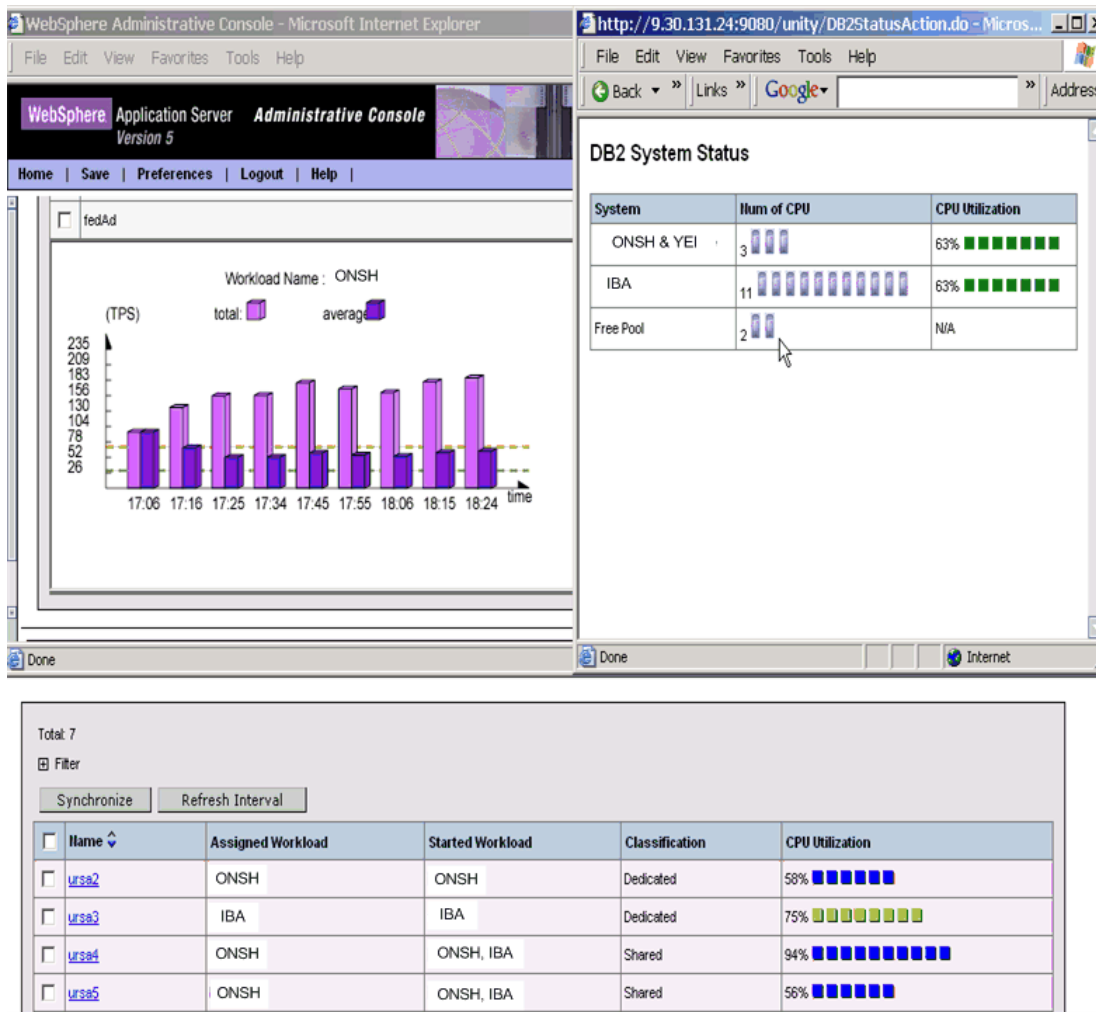 WebSphere Administrative Console - Microsoft Internet Explorer
File Edit View Favorites Tools Help
WebSphere Application Server Administrative Console
Version 5
Home | Save | Preferences | Logout | Help |
fedAd
Workload Name : ONSH
(TPS) total: average
235
209
183
156
130
104
78
52
26
17:06 17:16 17:25 17:34 17:45 17:55 18:06 18:15 18:24 time
Done
http://9.30.131.24:9080/unity/DB2StatusAction.do - Micros...
File Edit View Favorites Tools Help
Back » Links » Google » Address
DB2 System Status
System Num of CPU CPU Utilization
ONSH & YEI 3 63%
IBA 11 63%
Free Pool 2 N/A
Done Internet
Total: 7
Filter
Synchronize Refresh Interval
Name Assigned Workload Started Workload Classification CPU Utilization
ursa2 ONSH ONSH Dedicated 58%
ursa3 IBA IBA Dedicated 75%
ursa4 ONSH ONSH, IBA Shared 94%
ursa5 ONSH ONSH, IBA Shared 56%